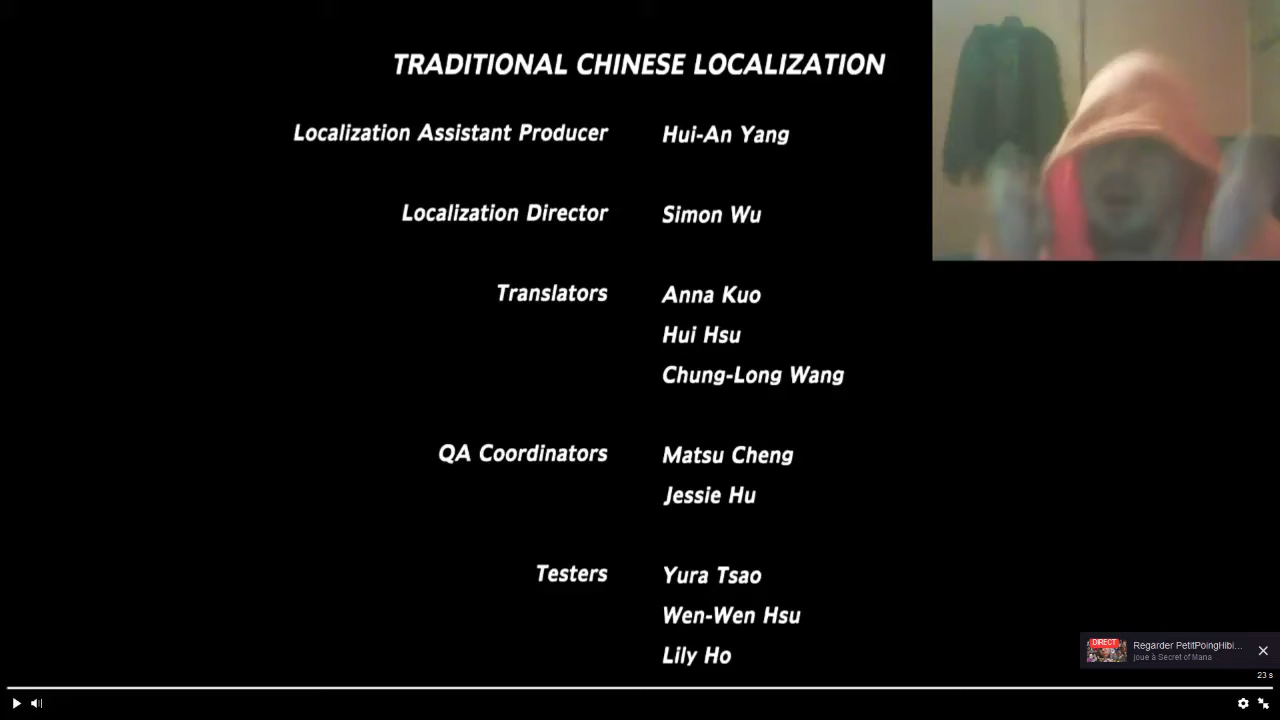 TRADITIONAL CHINESE LOCALIZATION
Localization Assistant Producer Hui-An Yang
Localization Director Simon Wu
Translators Anna Kuo
Hui Hsu
Chung-Long Wang
QA Coordinators Matsu Cheng
Jessie Hu
Testers Yura Tsao
Wen-Wen Hsu
Lily Ho
DIRECT
Regarder PetitPoingHibi...
joue à Secret of Mana
23 s